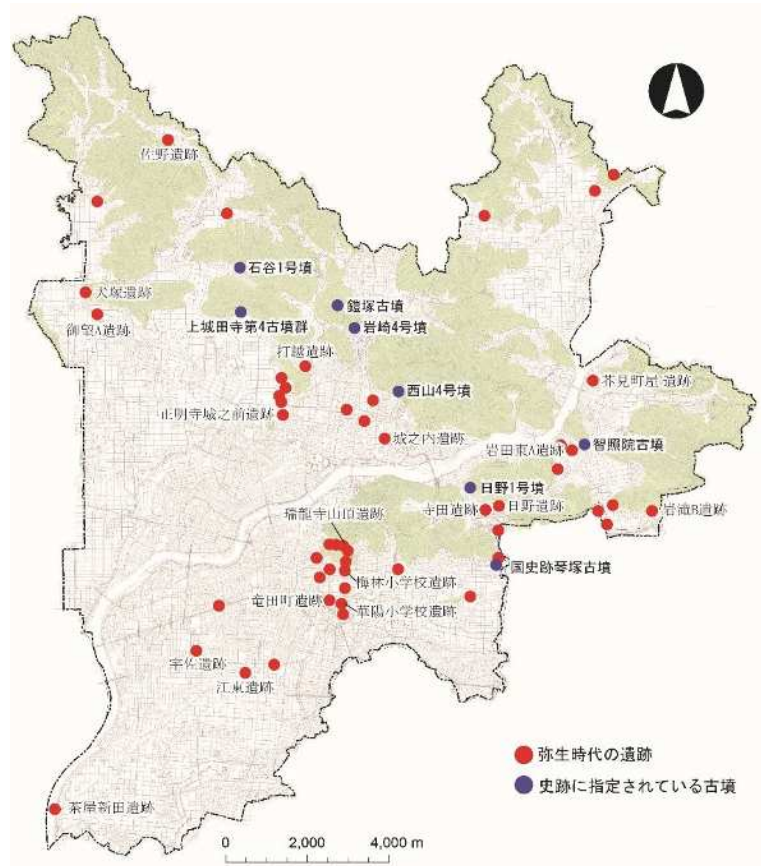 佐野遺跡
石谷1号墳
犬塚遺跡
鎧塚古墳
御望A遺跡
上城田寺第4古墳群
岩崎4号墳
打越遺跡
芥見町屋遺跡
西山4号墳
正明寺城之前遺跡
城之内遺跡
岩田東A遺跡
智照院古墳
日野1号墳
瑞龍寺山頂遺跡
寺田遺跡
日野遺跡
岩滝B遺跡
国史跡琴塚古墳
梅林小学校遺跡
竜田町遺跡
華陽小学校遺跡
宇佐遺跡
江東遺跡
弥生時代の遺跡
史跡に指定されている古墳
茶屋新田遺跡
0 2,000 4,000 m